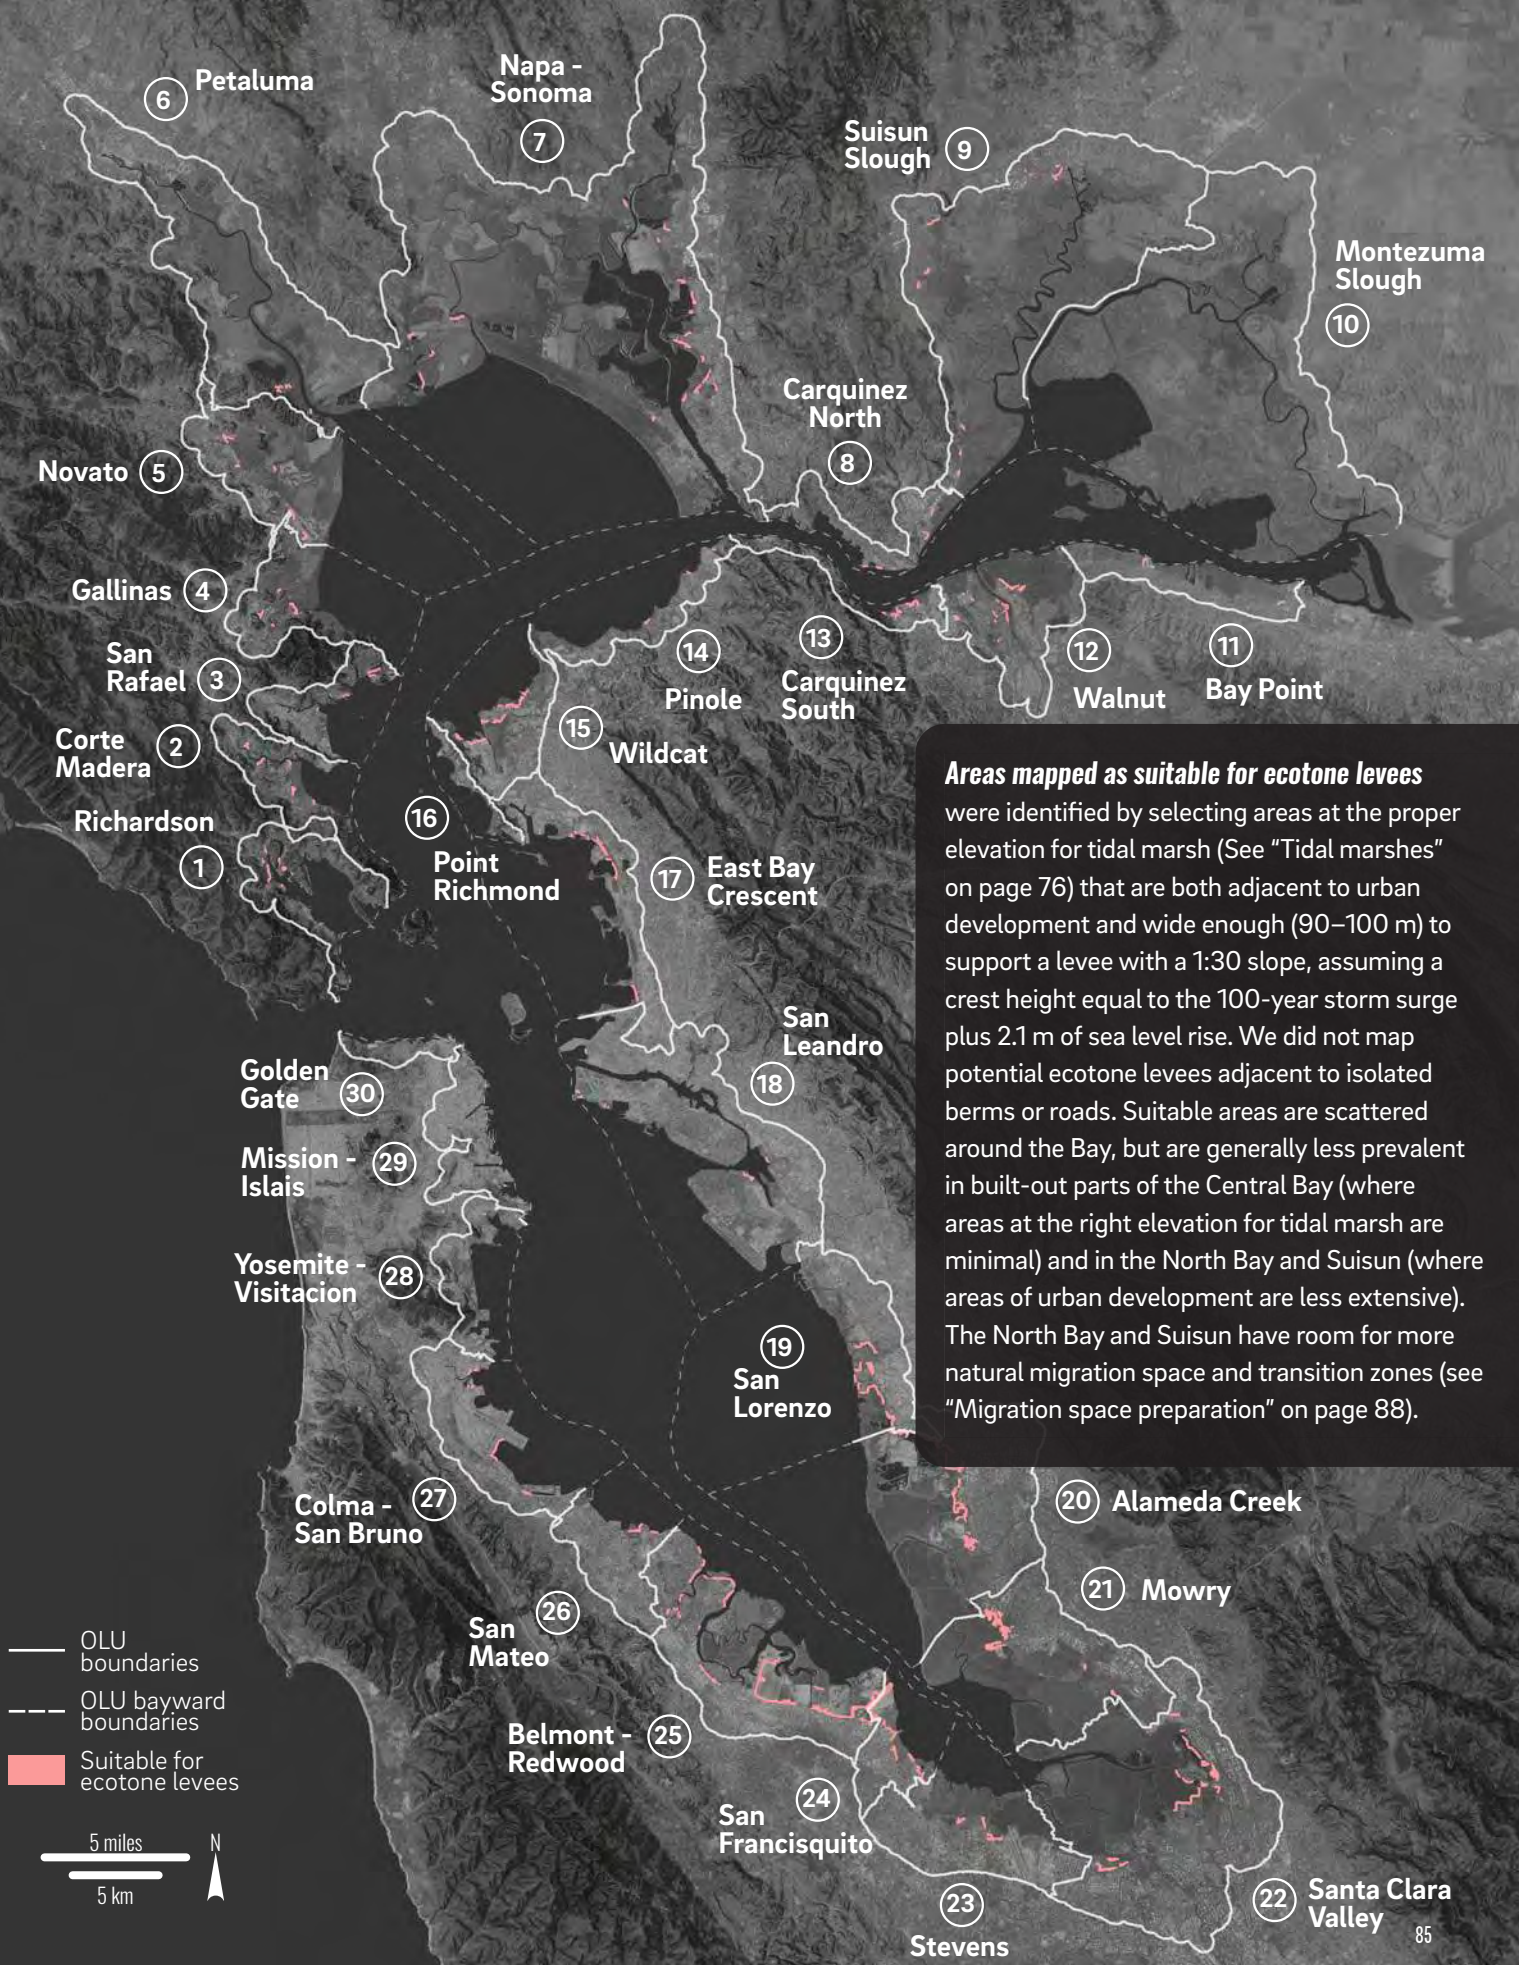 6
Petaluma
Napa -
Sonoma
7
Suisun
Slough
9
Montezuma
Slough
10
Carquinez
North
8
Novato
5
Gallinas
4
San
Rafael
3
Corte
Madera
2
Richardson
1
14
Pinole
13
Carquinez
South
12
Walnut
11
Bay Point
15
Wildcat
16
Point
Richmond
17
East Bay
Crescent
San
Leandro
18
Golden
Gate
30
Mission -
Islais
29
Yosemite -
Visitacion
28
19
San
Lorenzo
Colma -
San Bruno
27
20
Alameda Creek
21
Mowry
26
San
Mateo
Belmont -
Redwood
25
24
San
Francisquito
23
Stevens
22
Santa Clara
Valley
Areas mapped as suitable for ecotone levees
were identified by selecting areas at the proper
elevation for tidal marsh (See “Tidal marshes”
on page 76) that are both adjacent to urban
development and wide enough (90–100 m) to
support a levee with a 1:30 slope, assuming a
crest height equal to the 100-year storm surge
plus 2.1 m of sea level rise. We did not map
potential ecotone levees adjacent to isolated
berms or roads. Suitable areas are scattered
around the Bay, but are generally less prevalent
in built-out parts of the Central Bay (where
areas at the right elevation for tidal marsh are
minimal) and in the North Bay and Suisun (where
areas of urban development are less extensive).
The North Bay and Suisun have room for more
natural migration space and transition zones (see
“Migration space preparation” on page 88).
OLU
boundaries
OLU bayward
boundaries
Suitable for
ecotone levees
5 miles
5 km
N
85